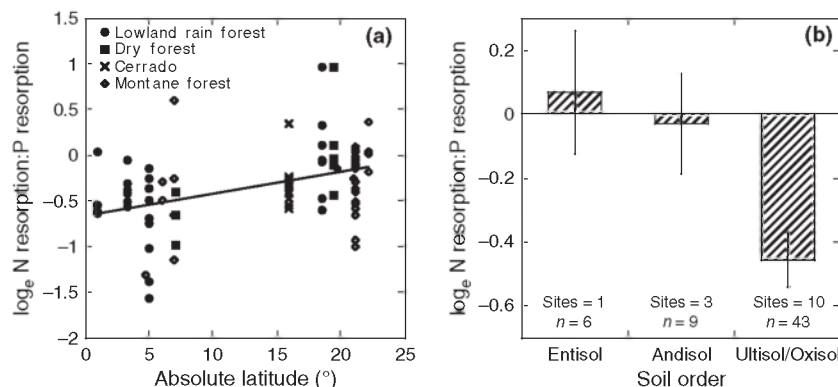 (a)
Lowland rain forest
Dry forest
Cerrado
Montane forest
1.5
1
0.5
0
-0.5
-1
-1.5
-2
0 5 10 15 20 25
Absolute latitude (°)
logₑ N resorption:P resorption
(b)
0.2
0
−0.2
−0.4
−0.6
Sites = 1 Sites = 3 Sites = 10
n = 6 n = 9 n = 43
Entisol Andisol Ultisol/Oxisol
Soil order
logₑ N resorption:P resorption